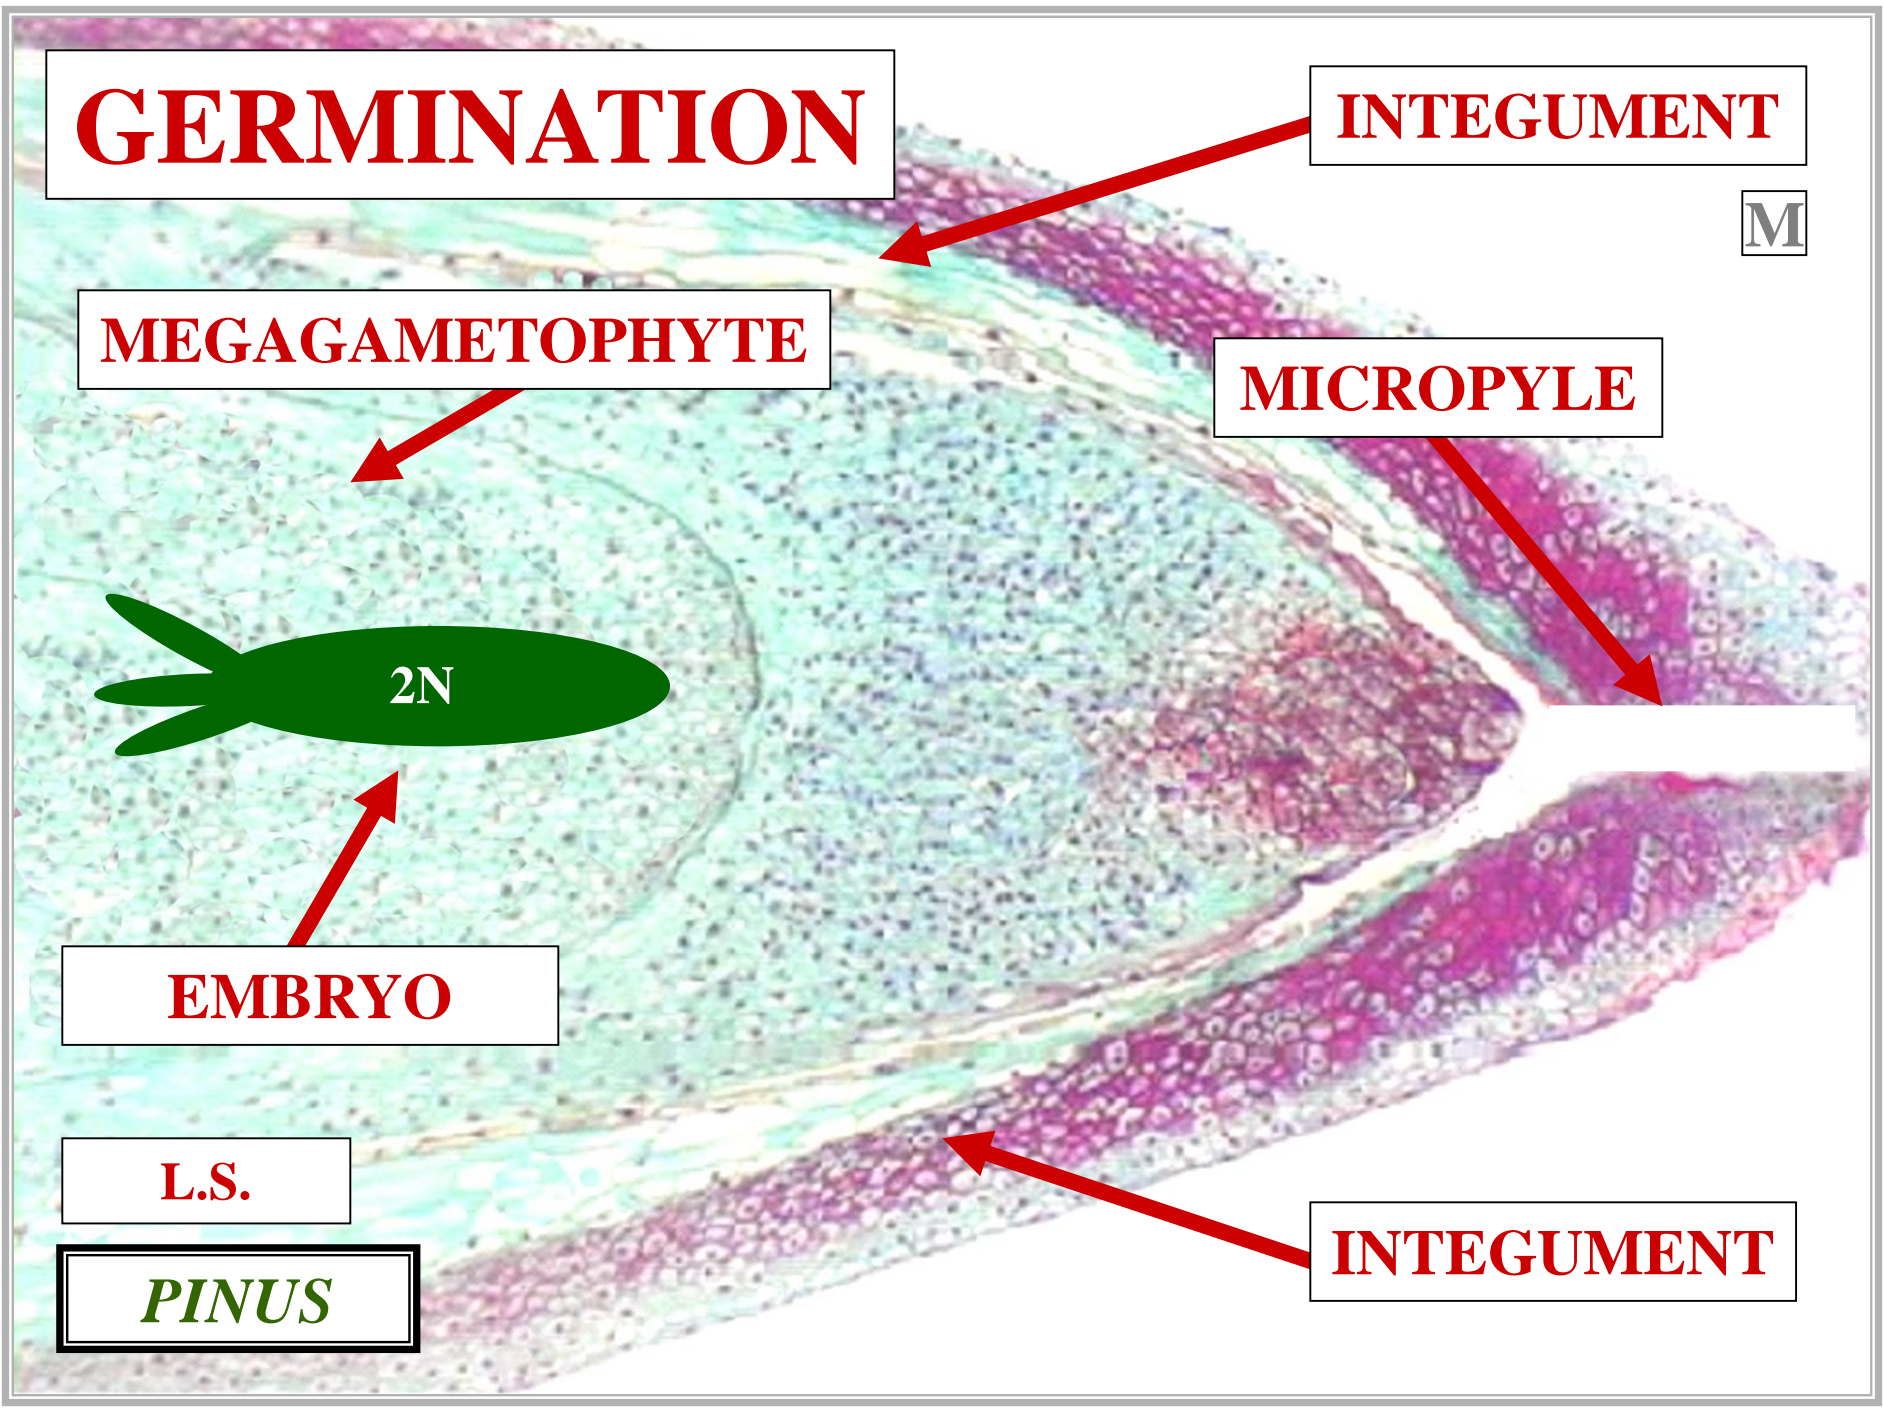 GERMINATION
INTEGUMENT
M
MEGAGAMETOPHYTE
MICROPYLE
2N
EMBRYO
L.S.
INTEGUMENT
PINUS